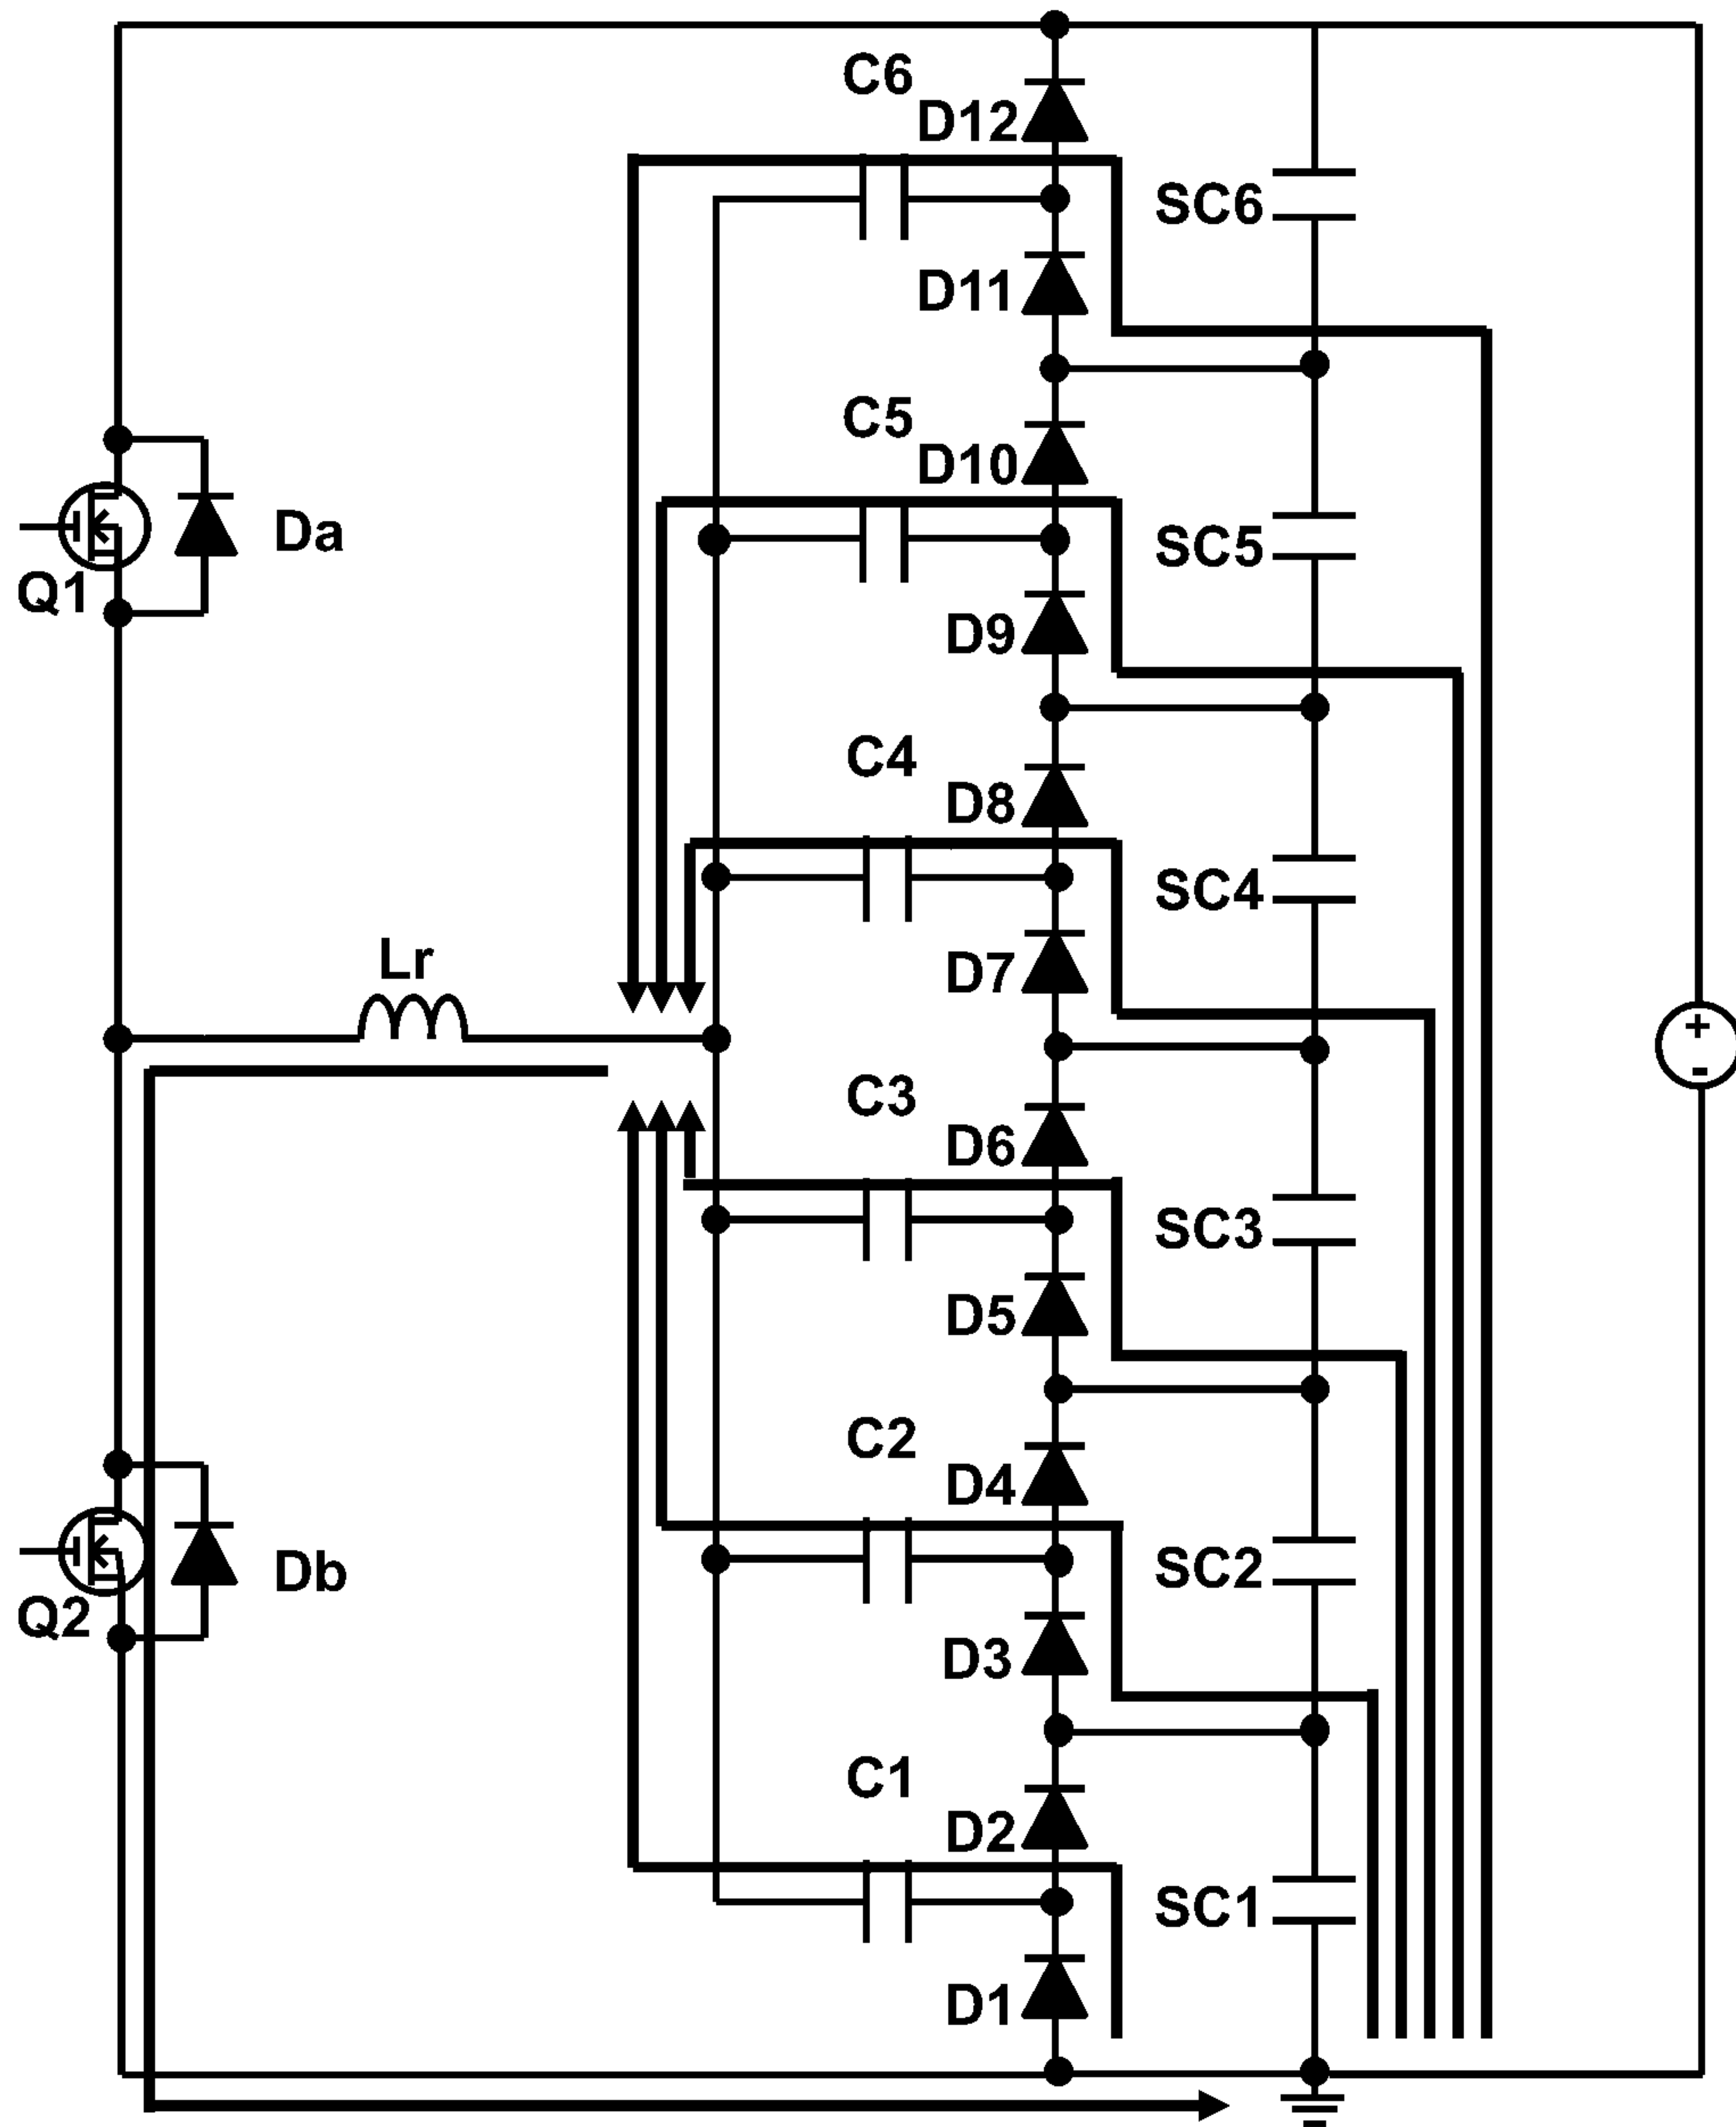 C6
D12
SC6
D11
C5
D10
Da
SC5
Q1
D9
C4
D8
SC4
Lr
D7
+
-
C3
D6
SC3
D5
C2
D4
Db
SC2
Q2
D3
C1
D2
SC1
D1